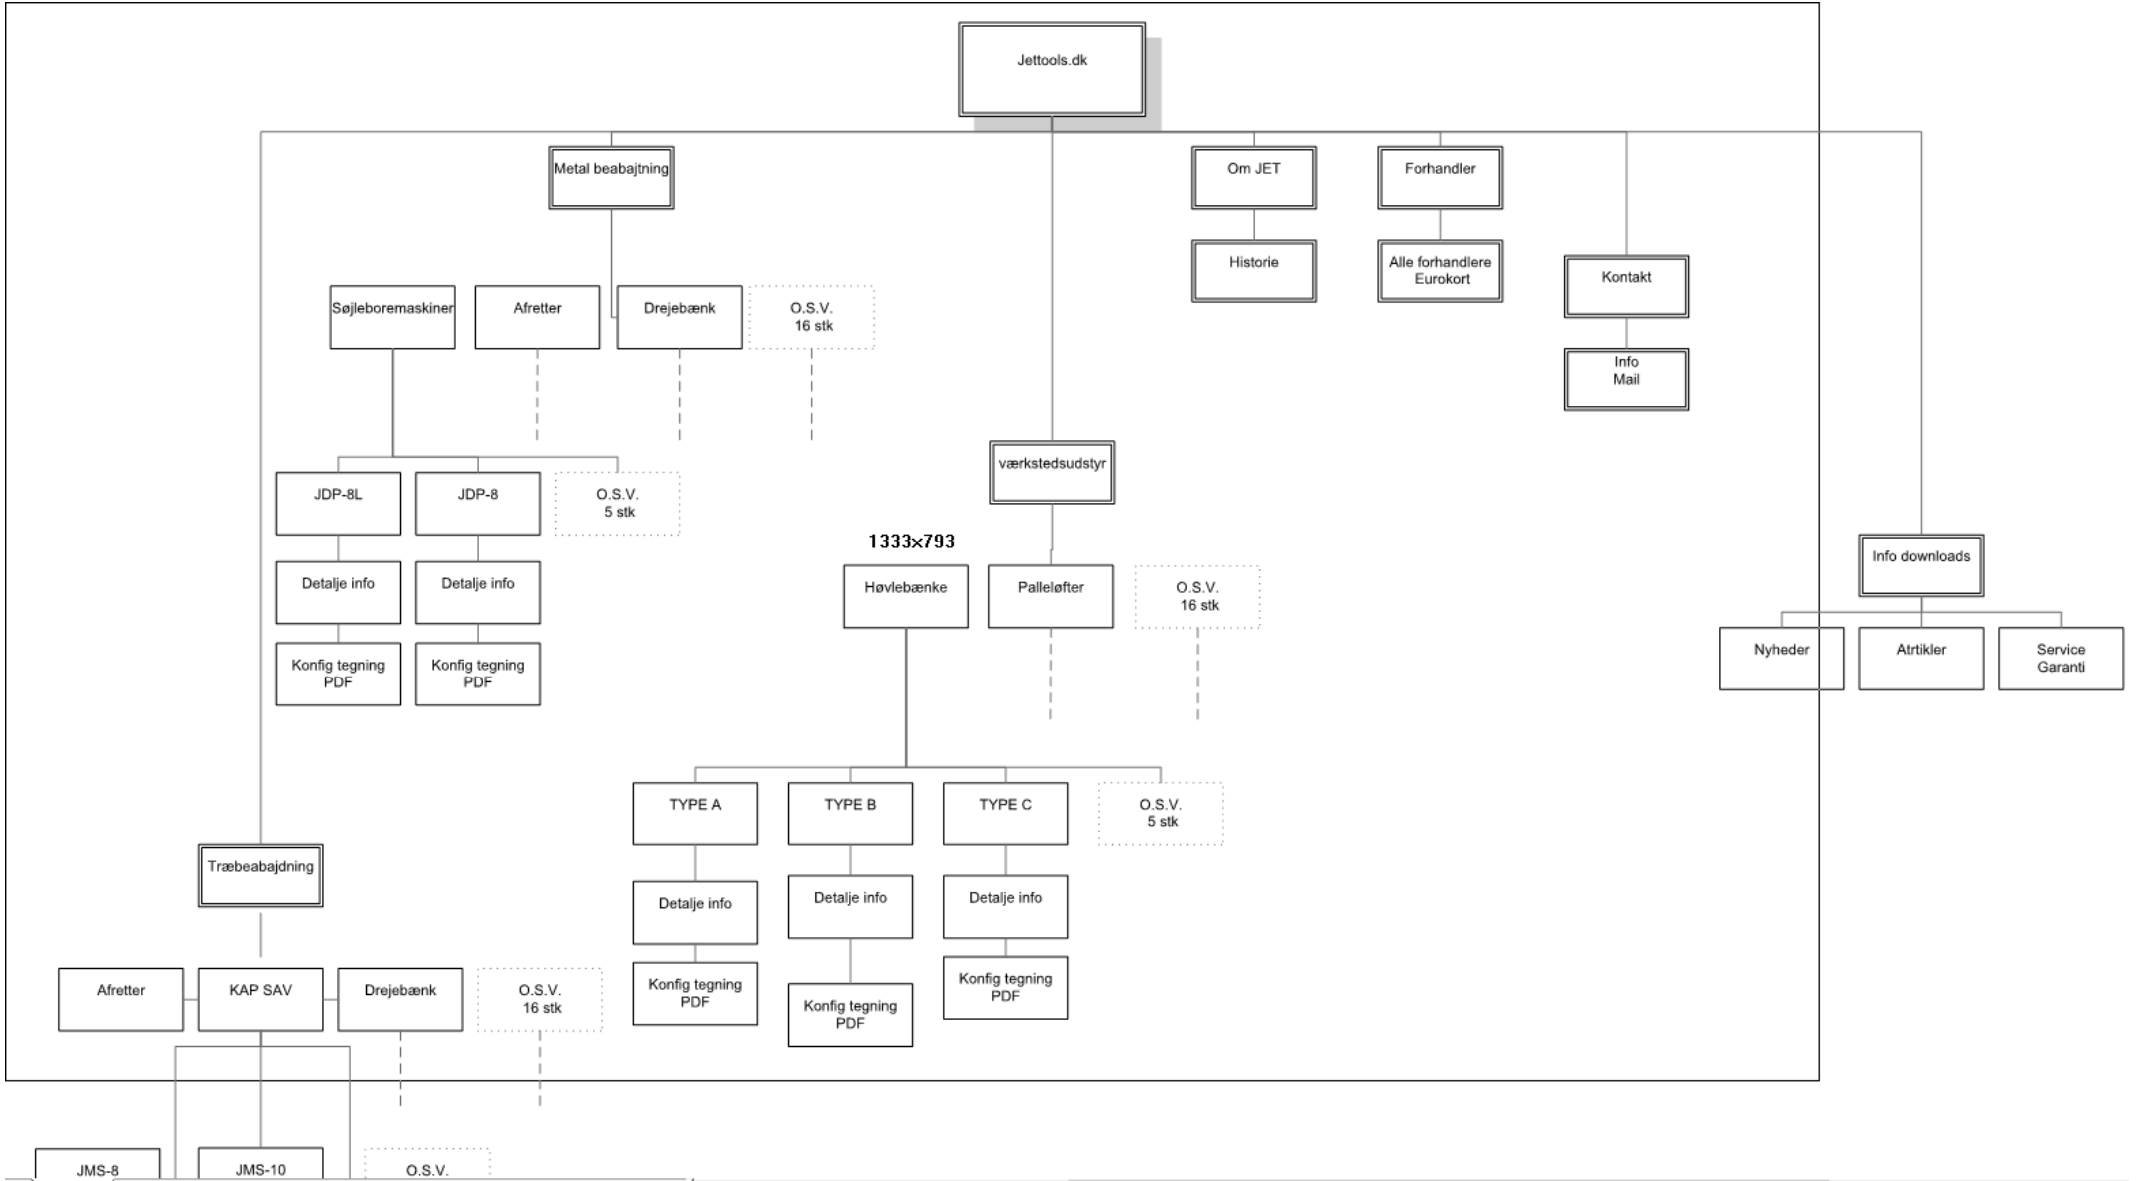 Jettools.dk
Metal beabajtning
Om JET
Forhandler
Historie
Alle forhandlere
Eurokort
Kontakt
Søjleboremaskiner
Afretter
Drejebænk
O.S.V.
16 stk
Info
Mail
værkstedsudstyr
JDP-8L
JDP-8
O.S.V.
5 stk
1333x793
Info downloads
Detalje info
Detalje info
Høvlebænke
Palleløfter
O.S.V.
16 stk
Konfig tegning
PDF
Konfig tegning
PDF
Nyheder
Atrtikler
Service
Garanti
TYPE A
TYPE B
TYPE C
O.S.V.
5 stk
Træbeabajdning
Detalje info
Detalje info
Detalje info
Afretter
KAP SAV
Drejebænk
O.S.V.
16 stk
Konfig tegning
PDF
Konfig tegning
PDF
Konfig tegning
PDF
JMS-8
JMS-10
O.S.V.